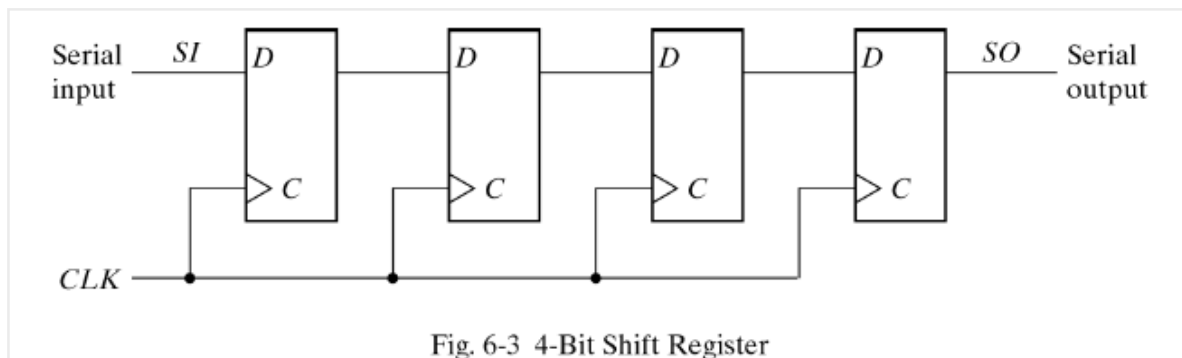 Serial
input
SI
D
D
D
D
SO
Serial
output
C
C
C
C
CLK
Fig. 6-3 4-Bit Shift Register